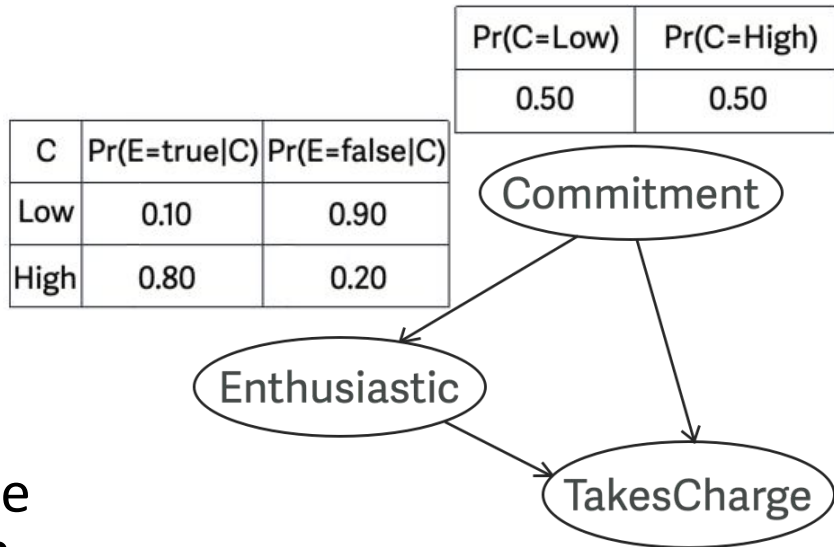 Pr(C=Low) Pr(C=High)
0.50 0.50
C Pr(E=true|C) Pr(E=false|C)
Low 0.10 0.90
High 0.80 0.20
Commitment
Enthusiastic
TakesCharge
e